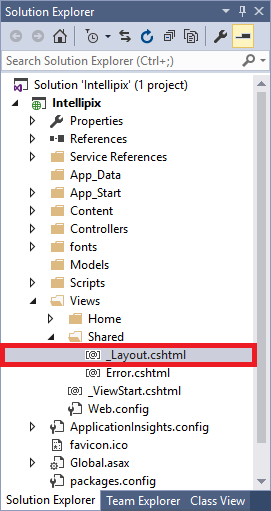 Solution Explorer
Search Solution Explorer (Ctrl+;)
Solution 'Intellipix' (1 project)
Intellipix
Properties
References
Service References
App_Data
App_Start
Content
Controllers
fonts
Models
Scripts
Views
Home
Shared
_Layout.cshtml
Error.cshtml
_ViewStart.cshtml
Web.config
ApplicationInsights.config
favicon.ico
Global.asax
packages.config
Solution Explorer Team Explorer Class View